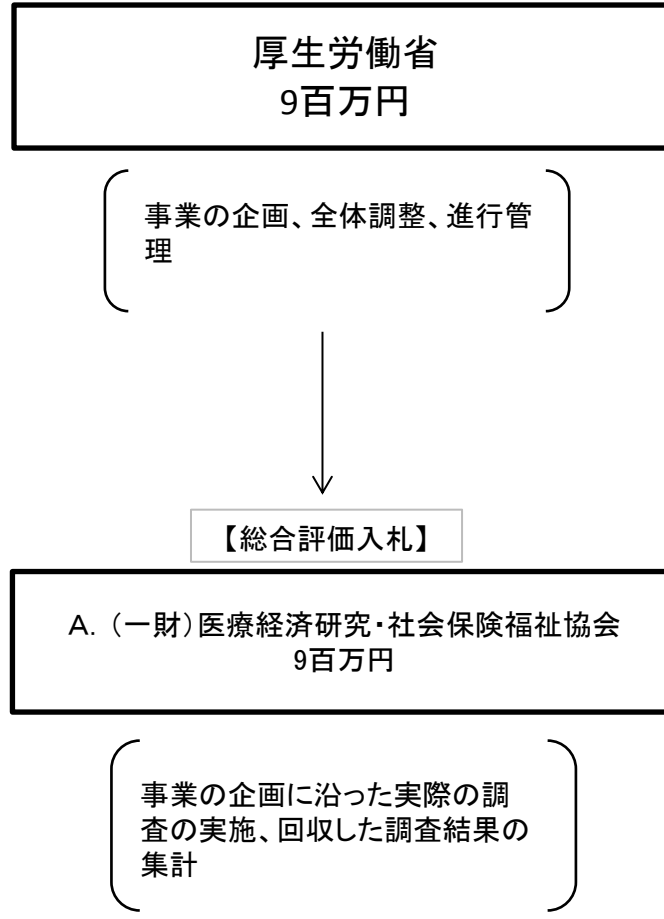 厚生労働省
9百万円
事業の企画、全体調整、進行管
理
【総合評価入札】
A.（一財）医療経済研究・社会保険福祉協会
9百万円
事業の企画に沿った実際の調
査の実施、回収した調査結果の
集計